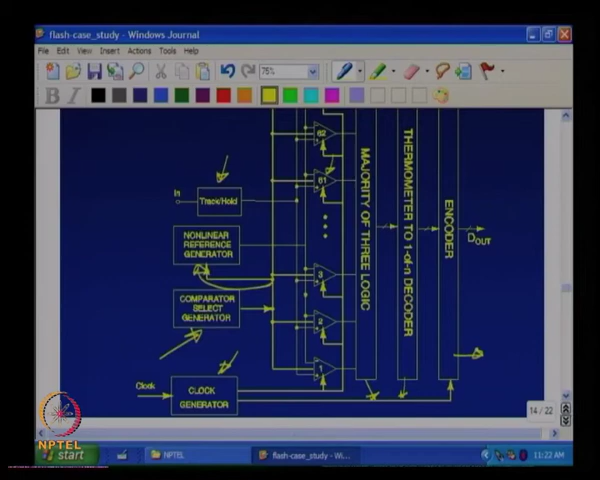 flash-case_study - Windows Journal
File Edit View Insert Actions Tools Help
75%
B I
62
61
In
Track/Hold
NONLINEAR
REFERENCE
GENERATOR
COMPARATOR
SELECT
GENERATOR
3
2
1
Clock
CLOCK
GENERATOR
MAJORITY OF THREE LOGIC
THERMOMETER TO 1-of-n DECODER
ENCODER
DOUT
14 / 22
NPTEL
start
NPTEL
flash-case_study - Wi...
11:22 AM